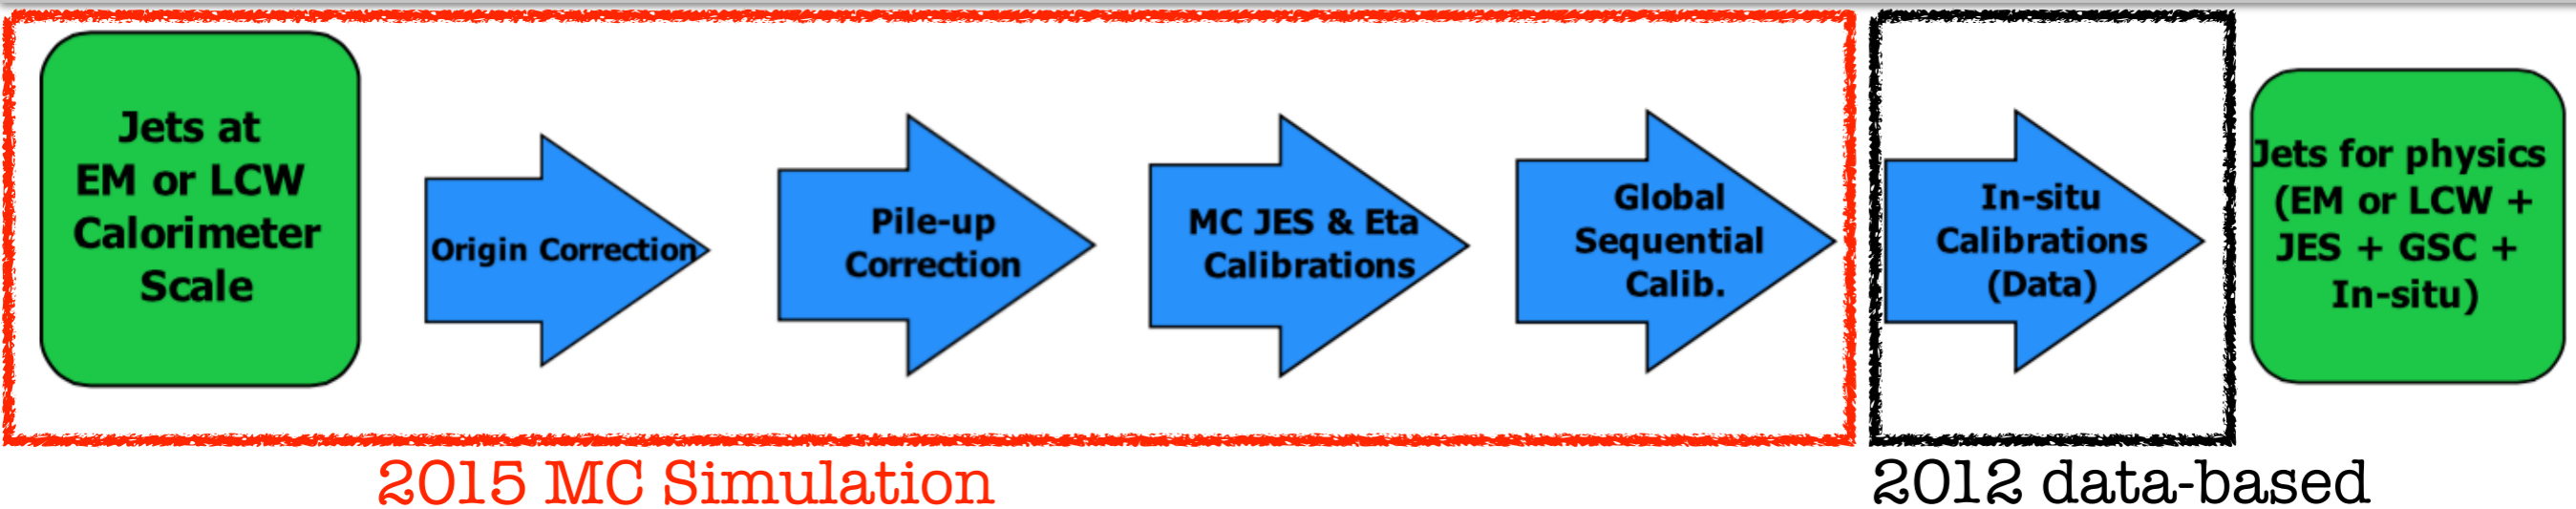 Jets at
EM or LCW
Calorimeter
Scale
Origin Correction
Pile-up
Correction
MC JES & Eta
Calibrations
Global
Sequential
Calib.
In-situ
Calibrations
(Data)
Jets for physics
(EM or LCW +
JES + GSC +
In-situ)
2015 MC Simulation
2012 data-based